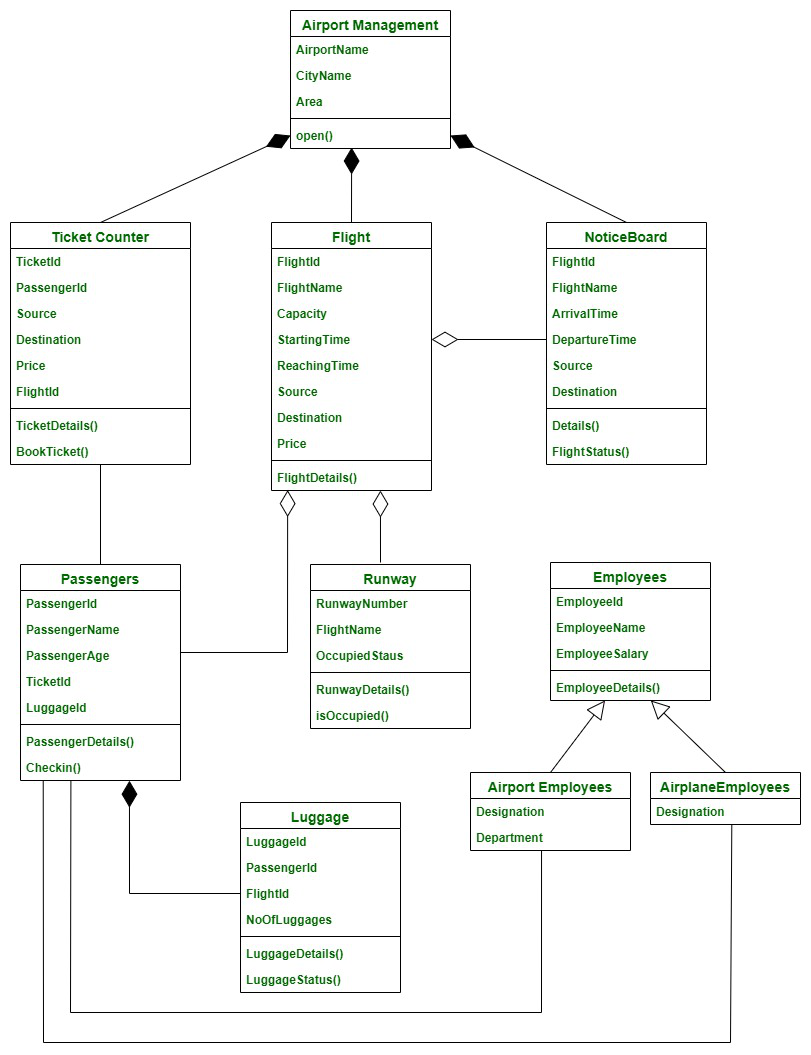 Airport Management
AirportName
CityName
Area
open()
Ticket Counter
TicketId
PassengerId
Source
Destination
Price
FlightId
TicketDetails()
BookTicket()
Flight
FlightId
FlightName
Capacity
StartingTime
ReachingTime
Source
Destination
Price
FlightDetails()
NoticeBoard
FlightId
FlightName
ArrivalTime
DepartureTime
Source
Destination
Details()
FlightStatus()
Passengers
PassengerId
PassengerName
PassengerAge
TicketId
LuggageId
PassengerDetails()
Checkin()
Runway
RunwayNumber
FlightName
OccupiedStaus
RunwayDetails()
isOccupied()
Employees
EmployeeId
EmployeeName
EmployeeSalary
EmployeeDetails()
Airport Employees
Designation
Department
AirplaneEmployees
Designation
Luggage
LuggageId
PassengerId
FlightId
NoOfLuggages
LuggageDetails()
LuggageStatus()